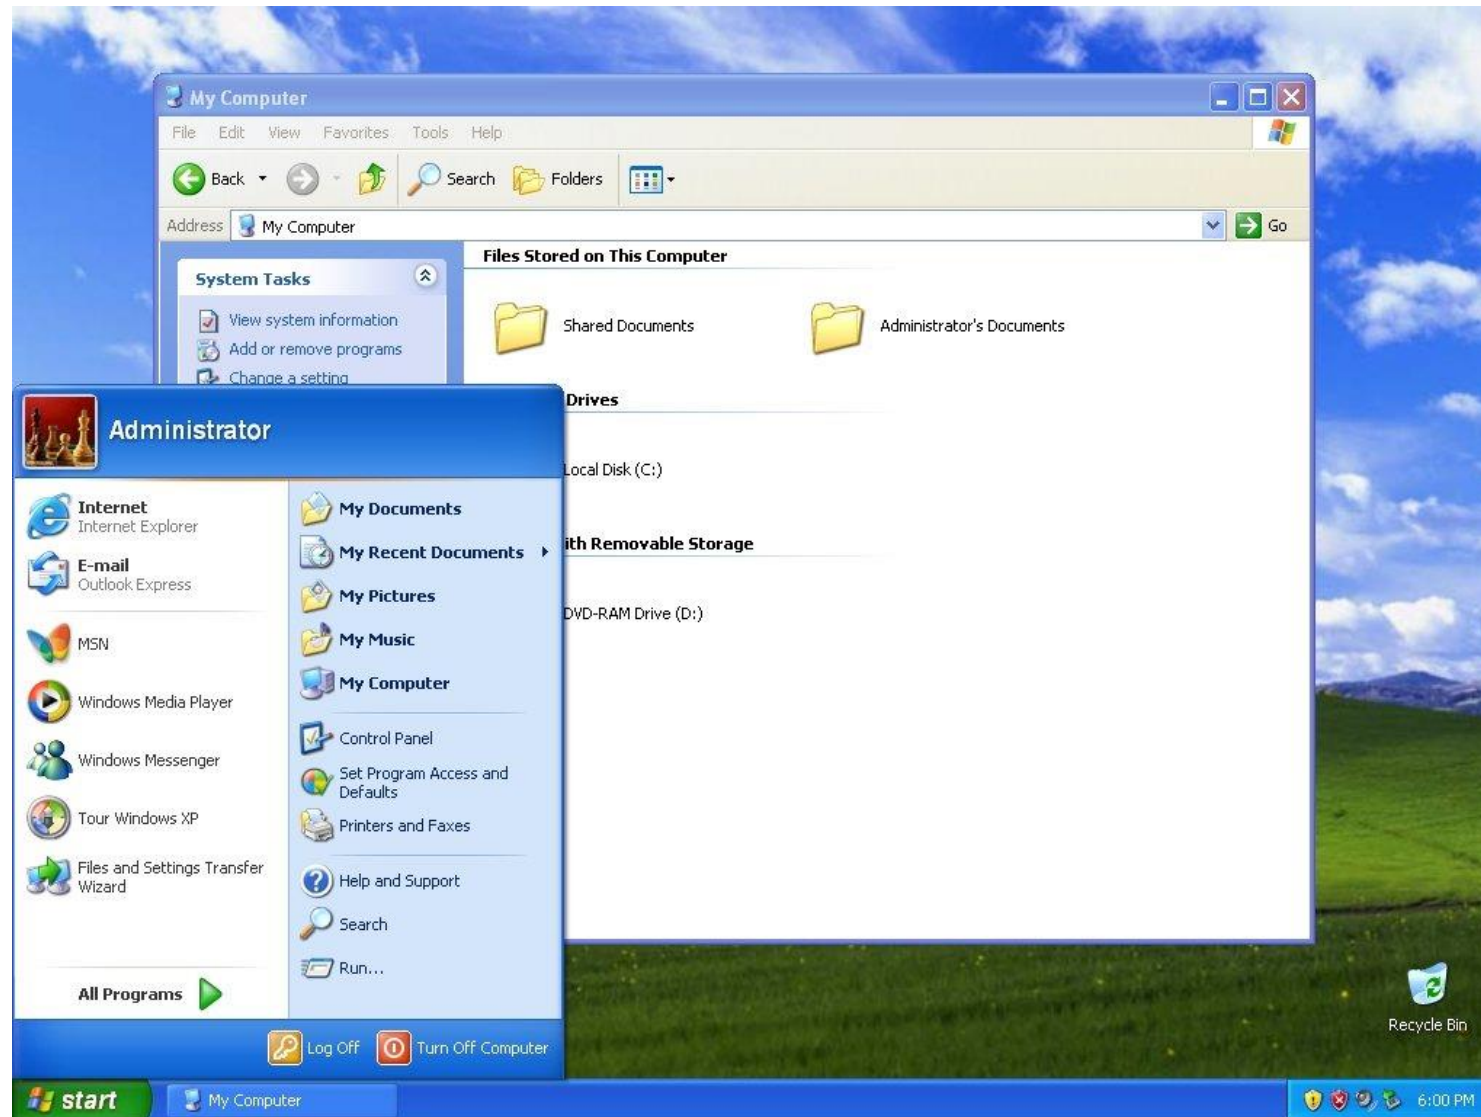 My Computer
File Edit View Favorites Tools Help
Back Search Folders
Address My Computer Go
System Tasks
View system information
Add or remove programs
Change a setting
Files Stored on This Computer
Shared Documents Administrator's Documents
Drives
Local Disk (C:)
ith Removable Storage
DVD-RAM Drive (D:)
Administrator
Internet
Internet Explorer
E-mail
Outlook Express
MSN
Windows Media Player
Windows Messenger
Tour Windows XP
Files and Settings Transfer
Wizard
All Programs
My Documents
My Recent Documents
My Pictures
My Music
My Computer
Control Panel
Set Program Access and
Defaults
Printers and Faxes
Help and Support
Search
Run...
Log Off Turn Off Computer
Recycle Bin
start My Computer 6:00 PM